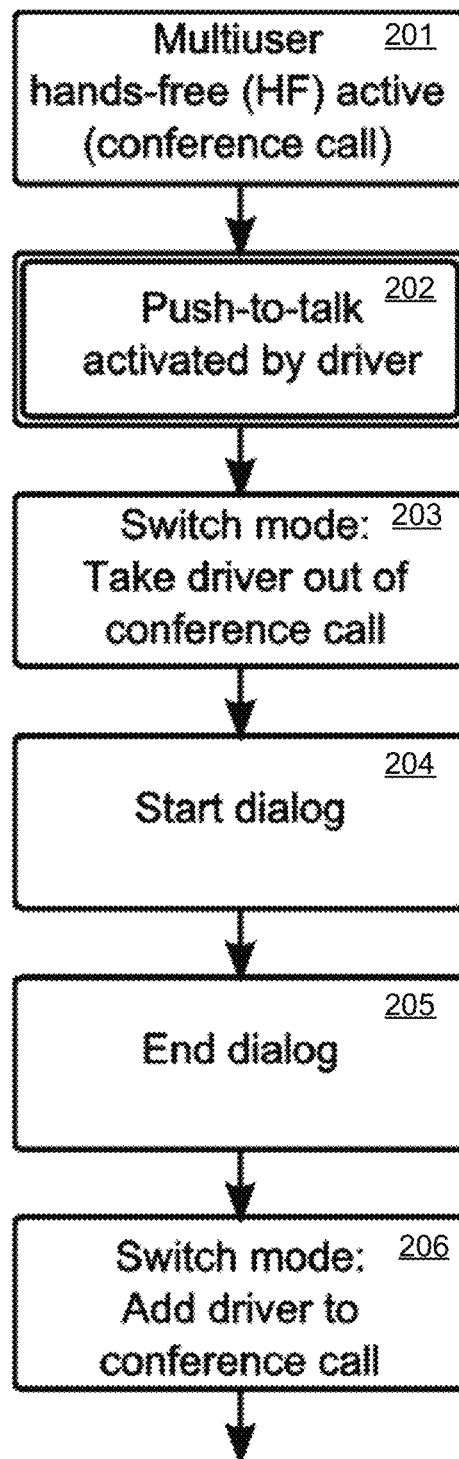 Multiuser 201
hands-free (HF) active
(conference call)
Push-to-talk 202
activated by driver
Switch mode: 203
Take driver out of
conference call
204
Start dialog
205
End dialog
Switch mode: 206
Add driver to
conference call